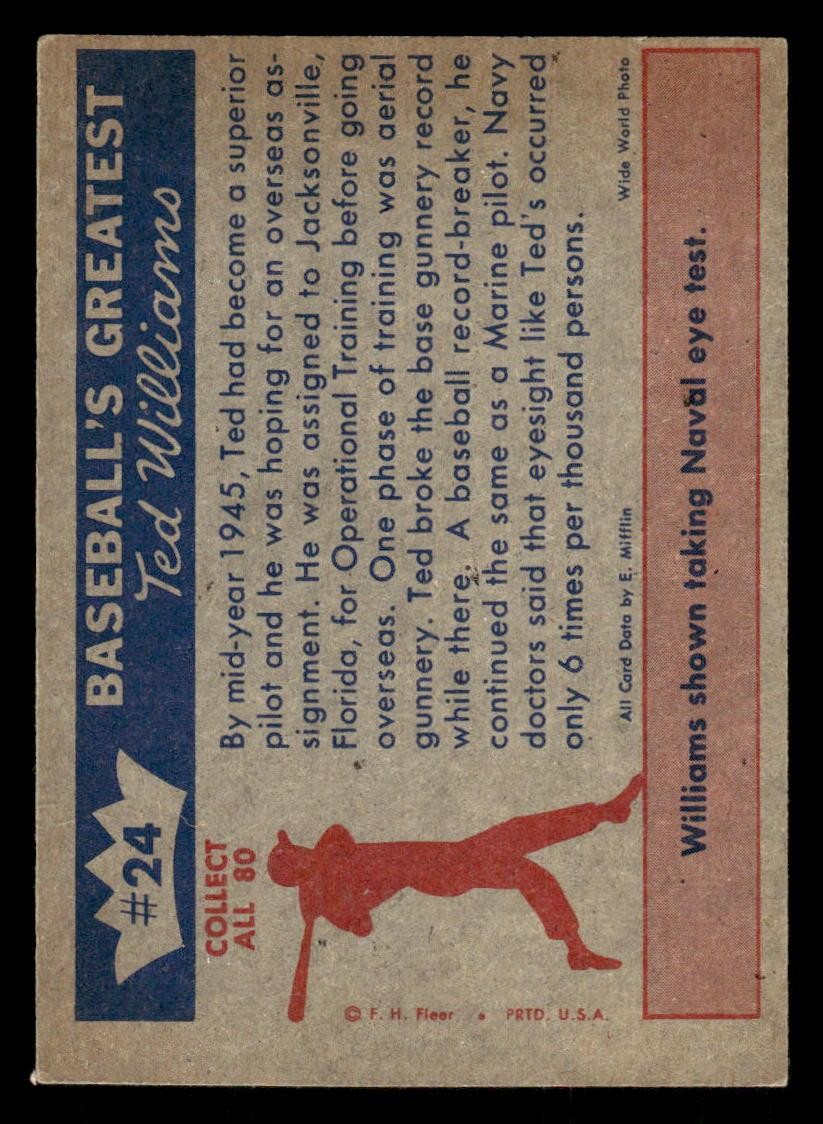 #24
BASEBALL'S GREATEST
Ted Williams
COLLECT
ALL 80
By mid-year 1945, Ted had become a superior
pilot and he was hoping for an overseas as-
signment. He was assigned to Jacksonville,
Florida, for Operational Training before going
overseas. One phase of training was aerial
gunnery. Ted broke the base gunnery record
while there. A baseball record-breaker, he
continued the same as a Marine pilot. Navy
doctors said that eyesight like Ted's occurred
only 6 times per thousand persons.
© F. H. Fleer • PRTD. U.S.A.
All Card Data by E. Mifflin
Wide World Photo
Williams shown taking Naval eye test.